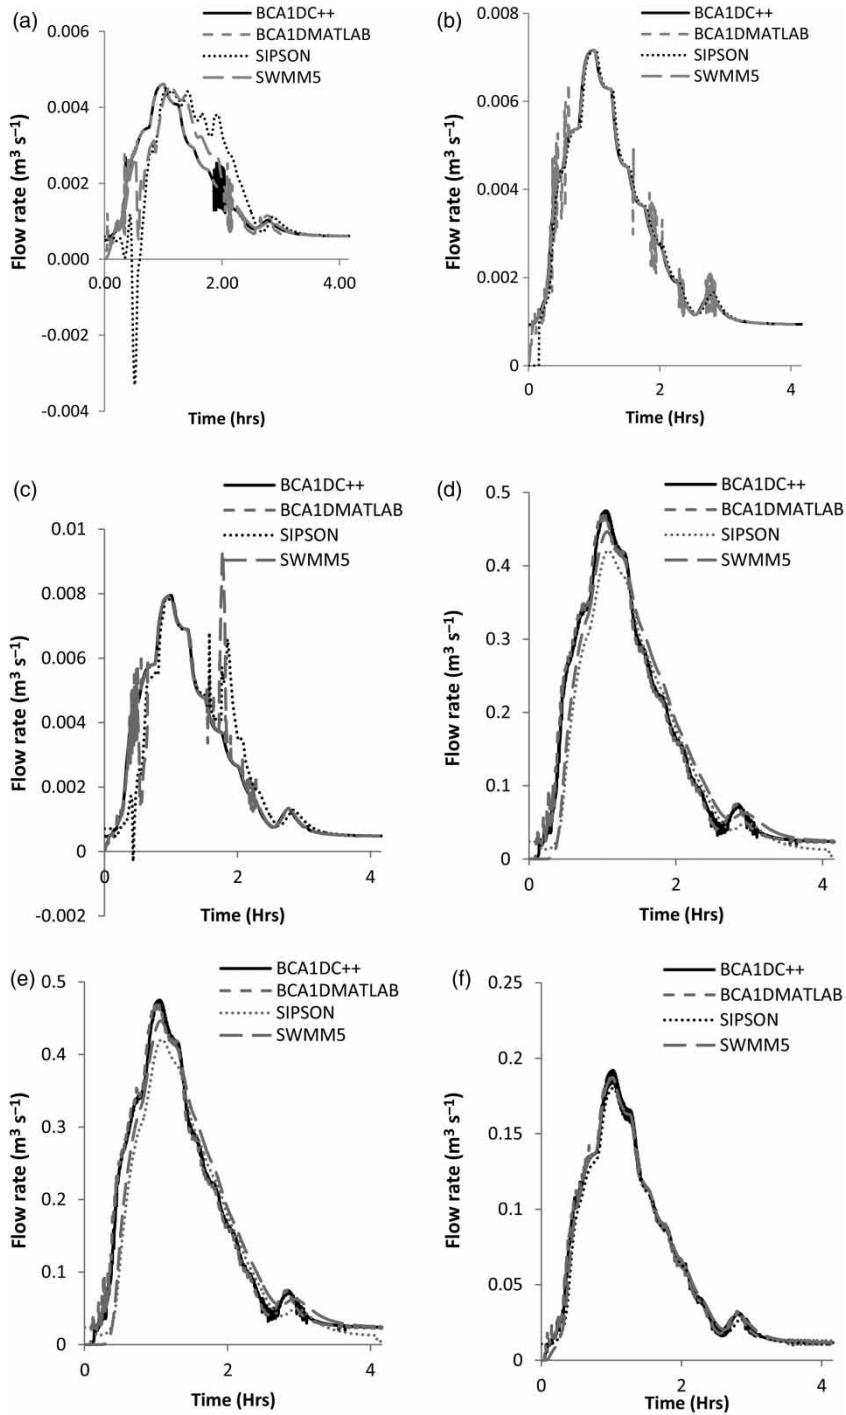 (a)
BCA1DC++
BCA1DMATLAB
SIPSON
SWMM5
0.006
0.004
0.002
0.000
-0.002
-0.004
0.00
2.00
4.00
Flow rate (m³ s⁻¹)
Time (hrs)
(b)
BCA1DC++
BCA1DMATLAB
SIPSON
SWMM5
0.008
0.006
0.004
0.002
0
0
2
4
Flow rate (m³ s⁻¹)
Time (Hrs)
(c)
BCA1DC++
BCA1DMATLAB
SIPSON
SWMM5
0.01
0.008
0.006
0.004
0.002
0
-0.002
0
2
4
Flow rate (m³ s⁻¹)
Time (Hrs)
(d)
BCA1DC++
BCA1DMATLAB
SIPSON
SWMM5
0.5
0.4
0.3
0.2
0.1
0
0
2
4
Flow rate (m³ s⁻¹)
Time (Hrs)
(e)
BCA1DC++
BCA1DMATLAB
SIPSON
SWMM5
0.5
0.4
0.3
0.2
0.1
0
0
2
4
Flow rate (m³ s⁻¹)
Time (Hrs)
(f)
BCA1DC++
BCA1DMATLAB
SIPSON
SWMM5
0.25
0.2
0.15
0.1
0.05
0
0
2
4
Flow rate (m³ s⁻¹)
Time (Hrs)